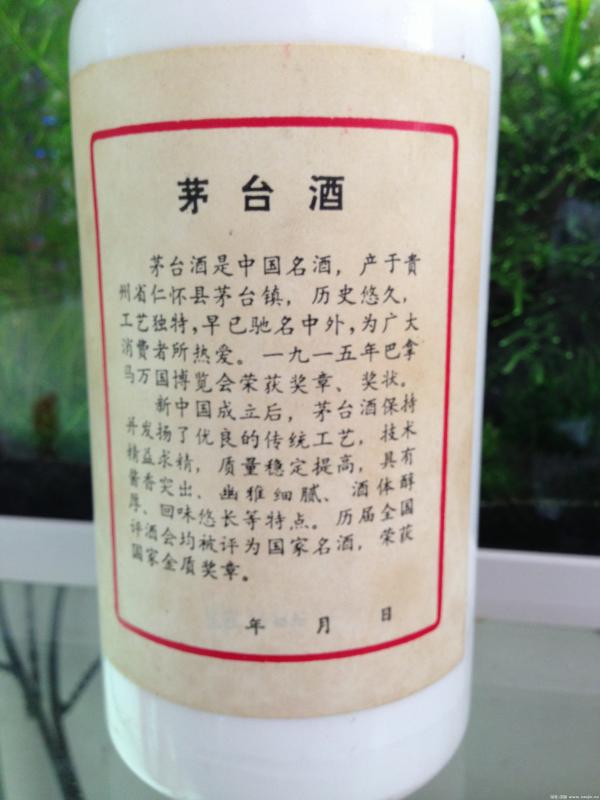 茅台酒
茅台酒是中国名酒，产于贵
州省仁怀县茅台镇，历史悠久，
工艺独特，早已驰名中外，为广大
消费者所热爱。一九一五年巴拿
马万国博览会荣获奖章、奖状。
新中国成立后，茅台酒保持
并发扬了优良的传统工艺，技术
精益求精，质量稳定提高，具有
酱香突出、幽雅细腻、酒体醇
厚、回味悠长等特点。历届全国
评酒会均被评为国家名酒，荣获
国家金质奖章。
年 月 日